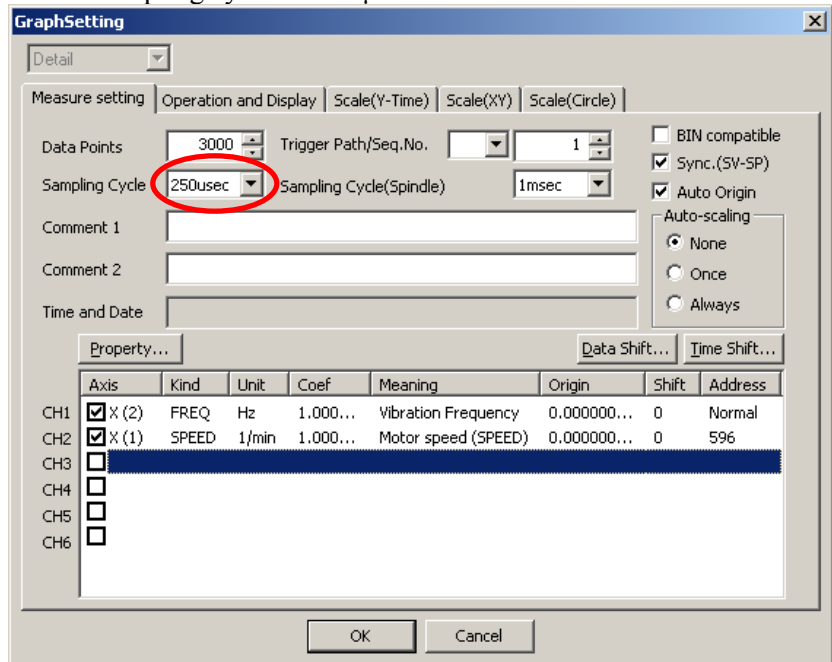 GraphSetting
Detail
Measure setting Operation and Display Scale(Y-Time) Scale(XY) Scale(Circle)
Data Points 3000 Trigger Path/Seq.No. 1 BIN compatible
Sync.(SV-SP)
Sampling Cycle 250usec Sampling Cycle(Spindle) 1msec Auto Origin
Auto-scaling
Comment 1 None
Comment 2 Once
Time and Date Always
Property... Data Shift... Time Shift...
Axis Kind Unit Coef Meaning Origin Shift Address
CH1 X (2) FREQ Hz 1.000... Vibration Frequency 0.000000... 0 Normal
CH2 X (1) SPEED 1/min 1.000... Motor speed (SPEED) 0.000000... 0 596
CH3
CH4
CH5
CH6
OK Cancel